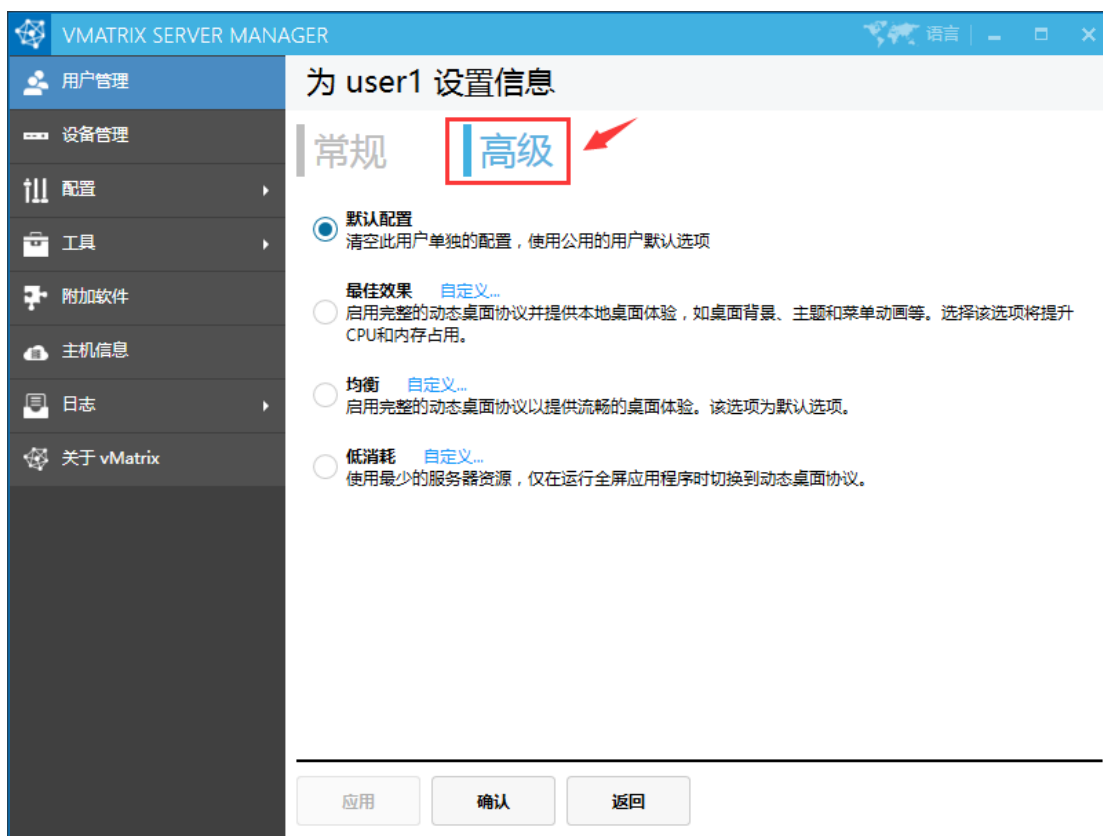 VMATRIX SERVER MANAGER
语言
用户管理
设备管理
配置
工具
附加软件
主机信息
日志
关于 vMatrix
为 user1 设置信息
常规
高级
默认配置
清空此用户单独的配置，使用公用的用户默认选项
最佳效果 自定义...
启用完整的动态桌面协议并提供本地桌面体验，如桌面背景、主题和菜单动画等。选择该选项将提升
CPU和内存占用。
均衡 自定义...
启用完整的动态桌面协议以提供流畅的桌面体验。该选项为默认选项。
低消耗 自定义...
使用最少的服务器资源，仅在运行全屏应用程序时切换到动态桌面协议。
应用
确认
返回